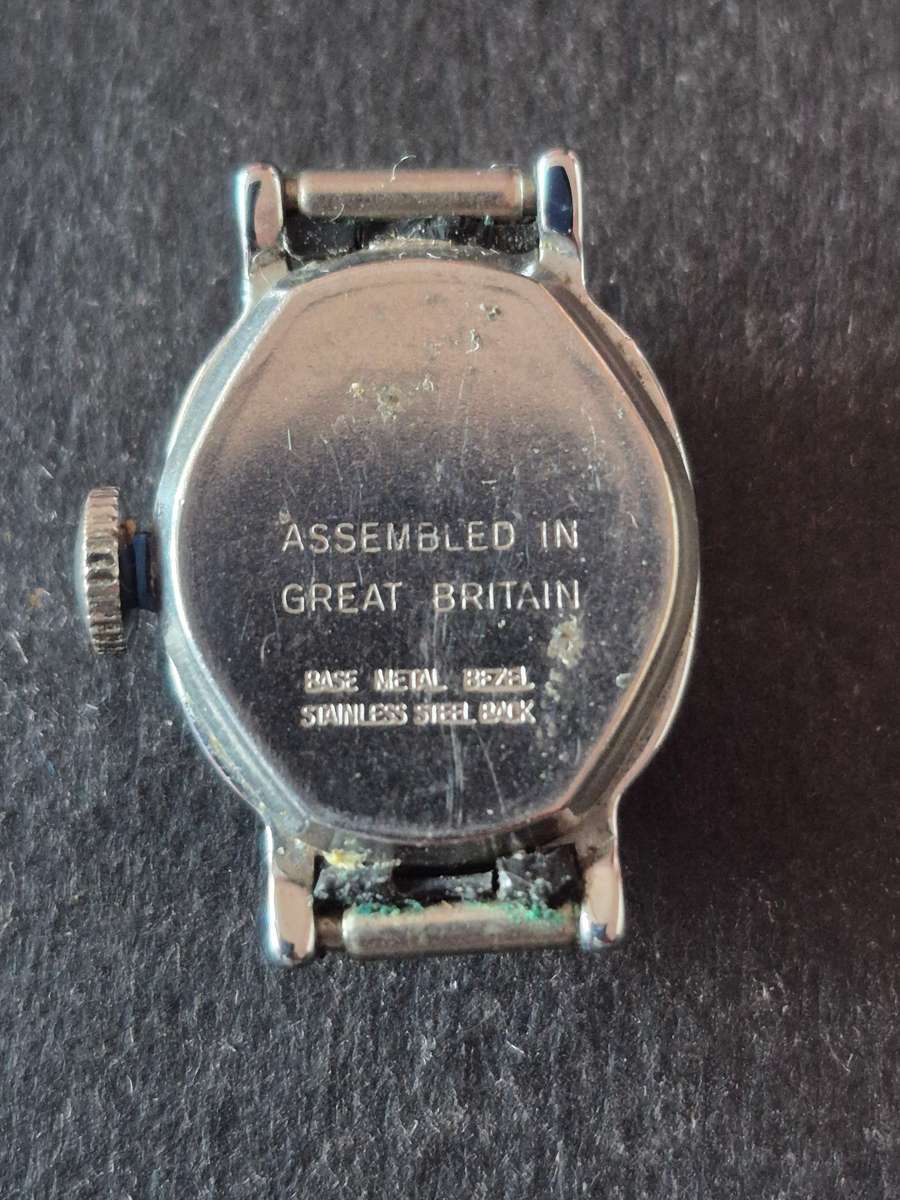 ASSEMBLED IN
GREAT BRITAIN
BASE METAL BEZEL
STAINLESS STEEL BACK